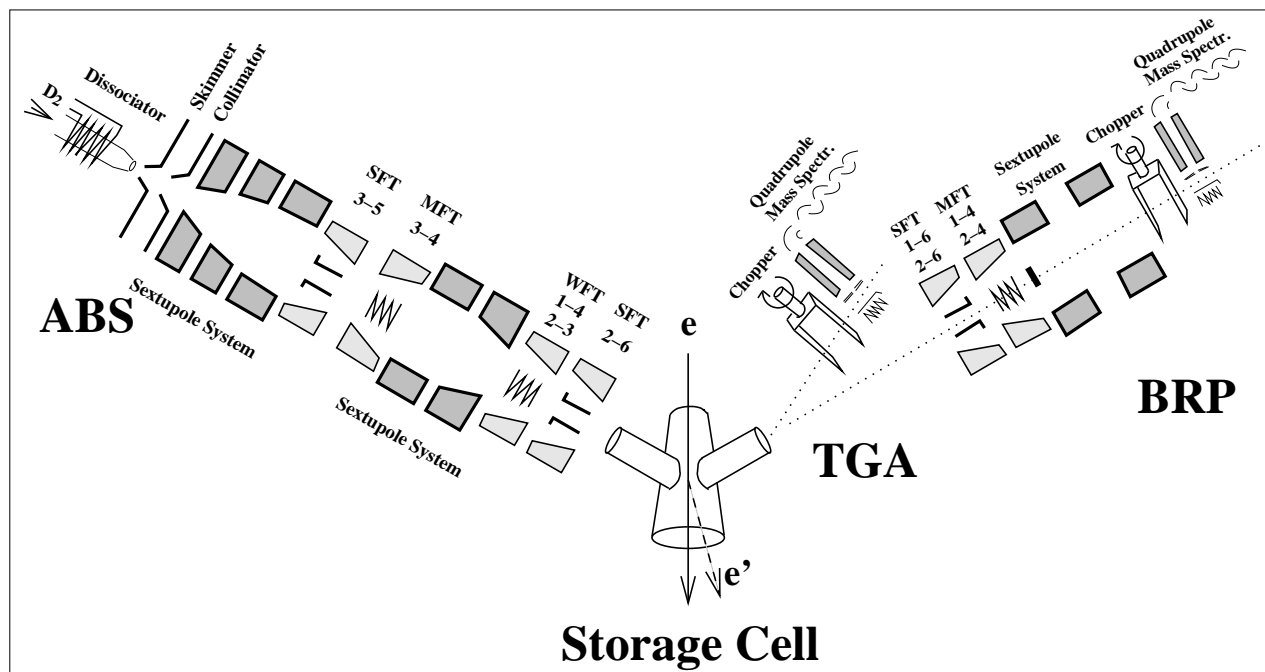 D2
Dissociator
Skimmer
Collimator
SFT
3–5
MFT
3–4
WFT
1–4
2–3
SFT
2–6
ABS
Sextupole System
Sextupole System
e
e’
Storage Cell
TGA
Chopper
Quadrupole
Mass Spectr.
SFT
1–6
2–6
MFT
1–4
2–4
Sextupole
System
Chopper
Quadrupole
Mass Spectr.
BRP